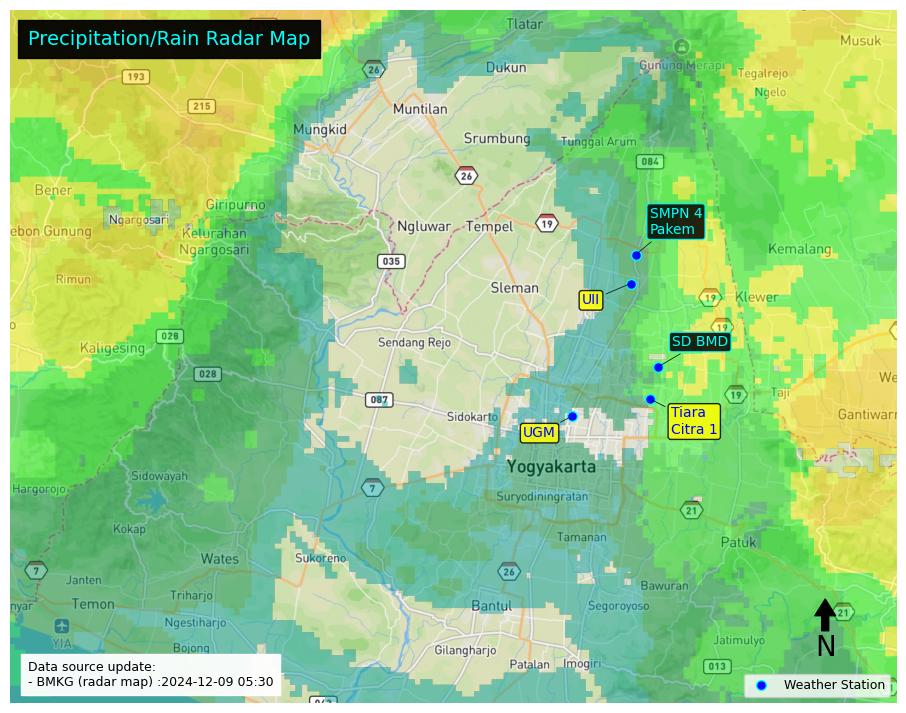 Precipitation/Rain Radar Map
Tlatar
Musuk
193
26
Dukun
Gunung Merapi
Tegalrejo
215
Ngelo
Muntilan
Mungkid
Srumbung
Tunggal Arum
084
Bener
26
Giripurno
Ngargosari
SMPN 4
Pakem
ebon Gunung
Kelurahan
Ngargosari
Ngluwar
Tempel
19
Kemalang
035
Rimun
Sleman
UII
19
Klewer
19
028
Kaligesing
Sendang Rejo
SD BMD
028
We
087
19
Taji
Sidokarto
Tiara
Citra 1
Gantiwarn
UGM
Yogyakarta
Sidowayah
Hargorojo
7
Suryodiningratan
21
Kokap
Tamanan
Patuk
Wates
Sukoreno
7
Janten
26
Bawuran
nyar
Temon
Triharjo
Bantul
Segoroyoso
21
Ngestiharjo
YIA
Bojong
Gilangharjo
Jatimulyo
N
Patalan
Imogiri
013
Data source update:
- BMKG (radar map) :2024-12-09 05:30
Weather Station